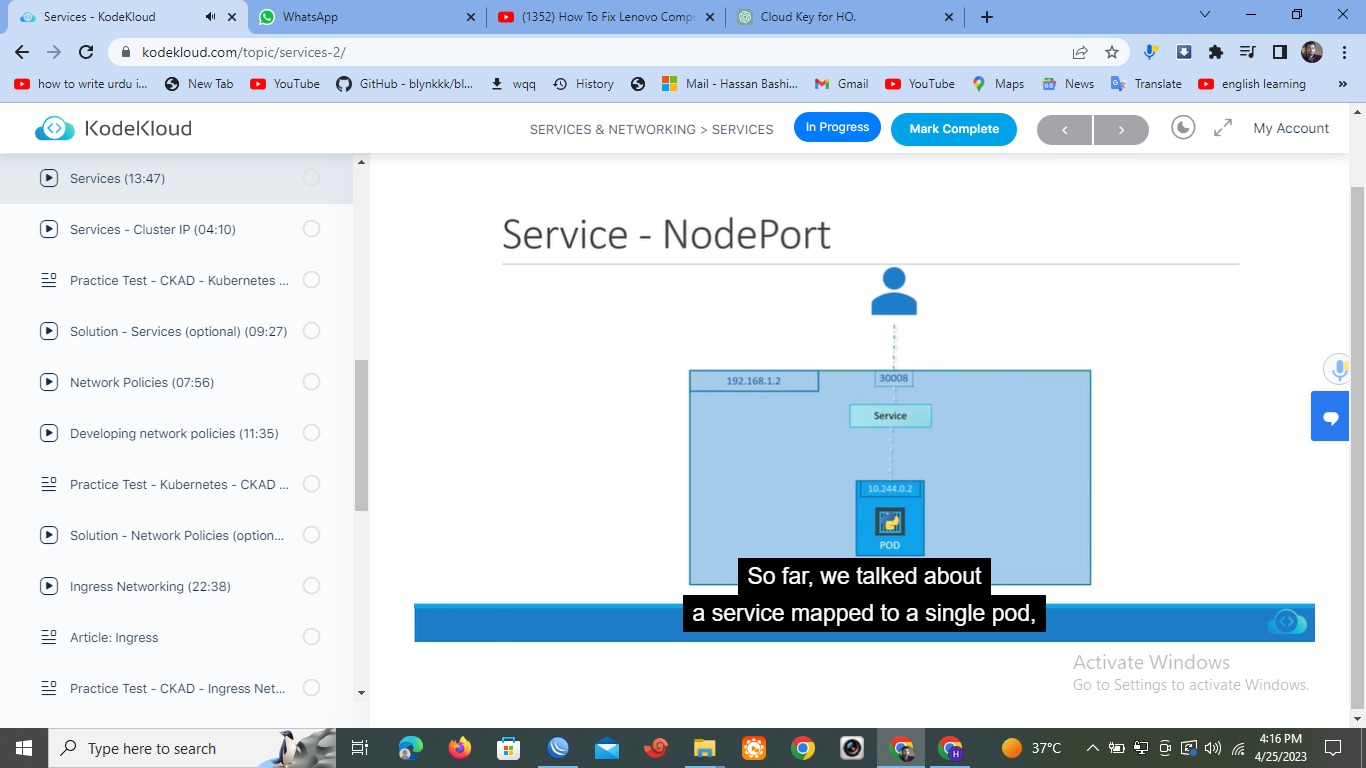 Services - KodeKloud
WhatsApp
(1352) How To Fix Lenovo Compu
Cloud Key for HO.
kodekloud.com/topic/services-2/
how to write urdu i...
New Tab
YouTube
GitHub - blynkkk/bl...
wqq
History
Mail - Hassan Bashi...
Gmail
YouTube
Maps
News
Translate
english learning
»
KodeKloud
SERVICES & NETWORKING > SERVICES
In Progress
Mark Complete
My Account
Services (13:47)
Services - Cluster IP (04:10)
Practice Test - CKAD - Kubernetes ...
Solution - Services (optional) (09:27)
Network Policies (07:56)
Developing network policies (11:35)
Practice Test - Kubernetes - CKAD ...
Solution - Network Policies (option...
Ingress Networking (22:38)
Article: Ingress
Practice Test - CKAD - Ingress Net...
Service - NodePort
192.168.1.2
30008
Service
10.244.0.2
POD
So far, we talked about
a service mapped to a single pod,
Activate Windows
Go to Settings to activate Windows.
Type here to search
37°C
4:16 PM
4/25/2023